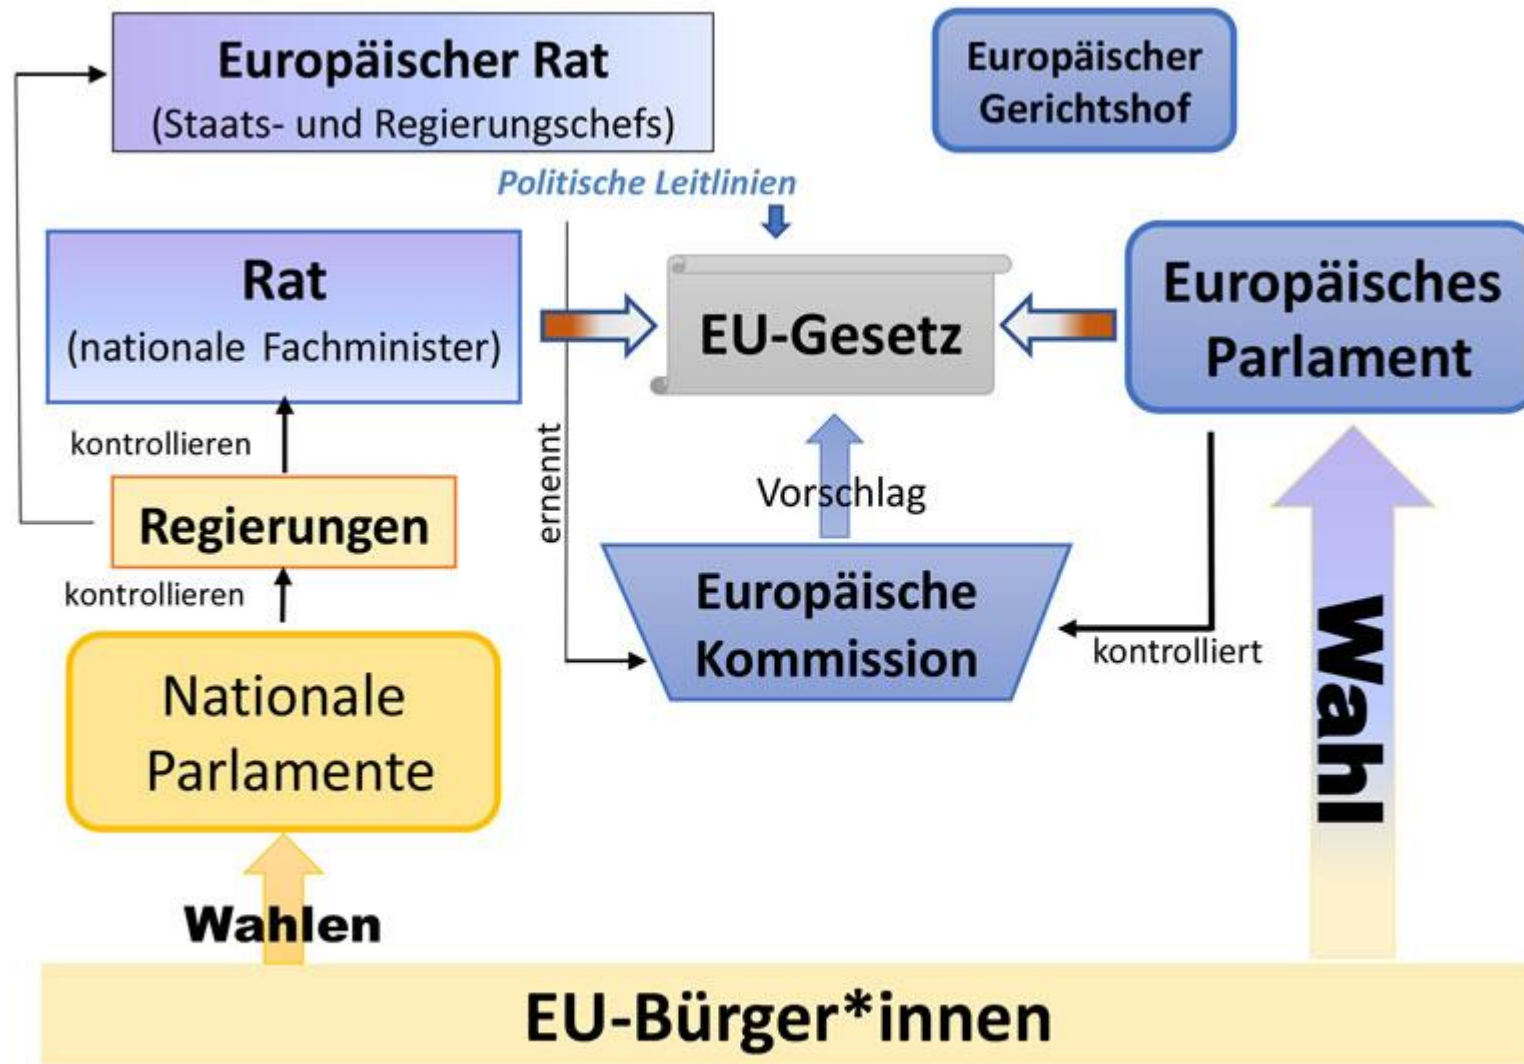 Europäischer Rat
(Staats- und Regierungschefs)
Europäischer
Gerichtshof
Politische Leitlinien
Rat
(nationale Fachminister)
EU-Gesetz
Europäisches
Parlament
kontrollieren
ernennt
Vorschlag
Regierungen
kontrollieren
Europäische
Kommission
kontrolliert
Wahl
Nationale
Parlamente
Wahlen
EU-Bürger*innen